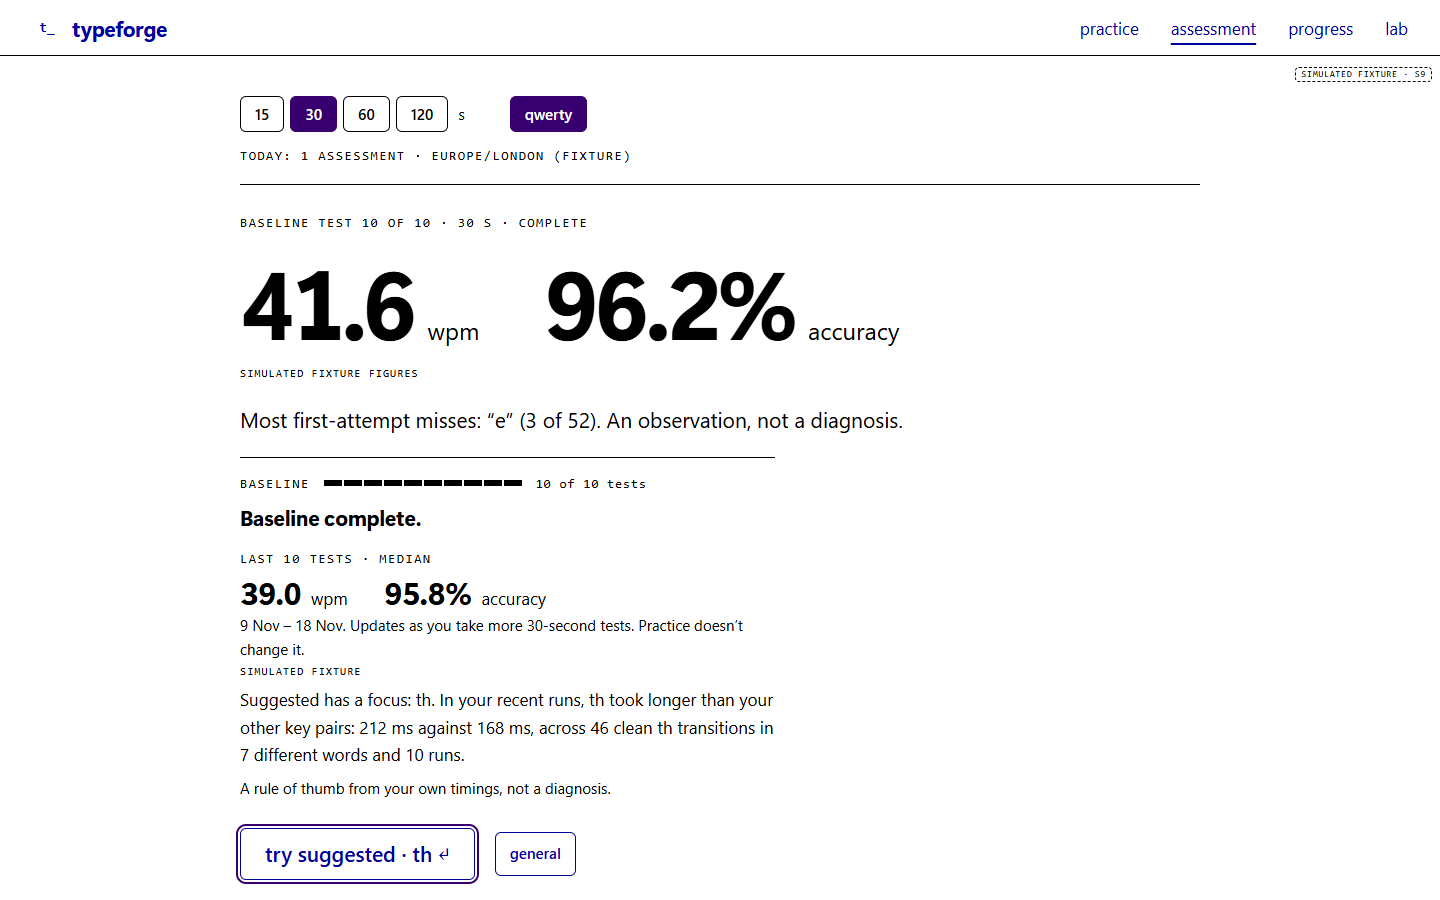 t_ typeforge practice assessment progress lab
SIMULATED FIXTURE · S9
15 30 60 120 s qwerty
TODAY: 1 ASSESSMENT · EUROPE/LONDON (FIXTURE)
BASELINE TEST 10 OF 10 · 30 S · COMPLETE
41.6 wpm 96.2% accuracy
SIMULATED FIXTURE FIGURES
Most first-attempt misses: “e” (3 of 52). An observation, not a diagnosis.
BASELINE 10 of 10 tests
Baseline complete.
LAST 10 TESTS · MEDIAN
39.0 wpm 95.8% accuracy
9 Nov – 18 Nov. Updates as you take more 30-second tests. Practice doesn’t
change it.
SIMULATED FIXTURE
Suggested has a focus: th. In your recent runs, th took longer than your
other key pairs: 212 ms against 168 ms, across 46 clean th transitions in
7 different words and 10 runs.
A rule of thumb from your own timings, not a diagnosis.
try suggested · th ↵ general